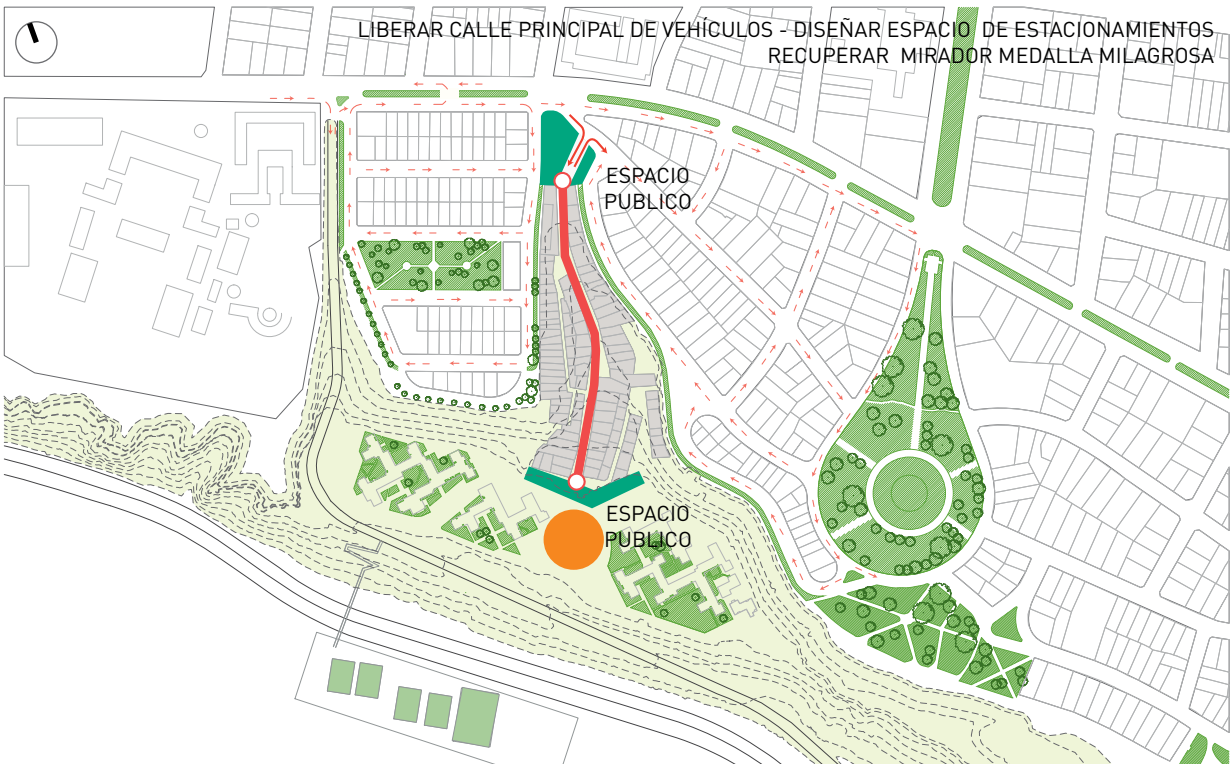 LIBERAR CALLE PRINCIPAL DE VEHÍCULOS - DISEÑAR ESPACIO DE ESTACIONAMIENTOS
RECUPERAR MIRADOR MEDALLA MILAGROSA
ESPACIO
PUBLICO
ESPACIO
PUBLICO